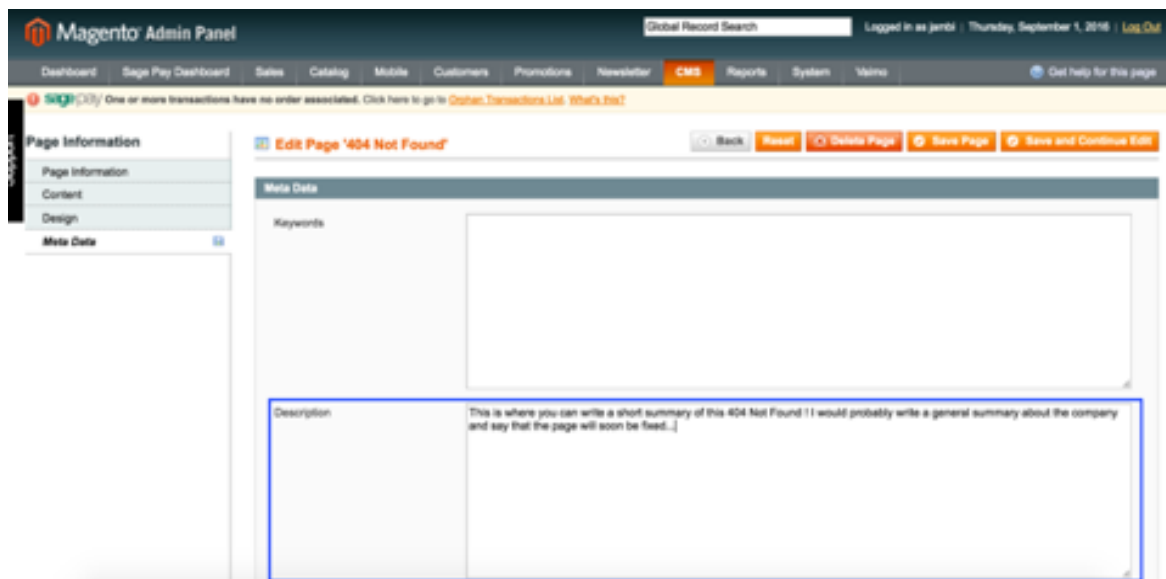 Magento Admin Panel
Global Record Search
Logged in as jambi | Thursday, September 1, 2016 | Log Out
Dashboard Sage Pay Dashboard Sales Catalog Mobile Customers Promotions Newsletter CMS Reports System Vaimo Get help for this page
sage pay One or more transactions have no order associated. Click here to go to Orphan Transactions List. What's this?
Page Information
Edit Page '404 Not Found'
Back Reset Delete Page Save Page Save and Continue Edit
Page Information
Content
Design
Meta Data
Meta Data
Keywords
Description
This is where you can write a short summary of this 404 Not Found ! I would probably write a general summary about the company
and say that the page will soon be fixed...